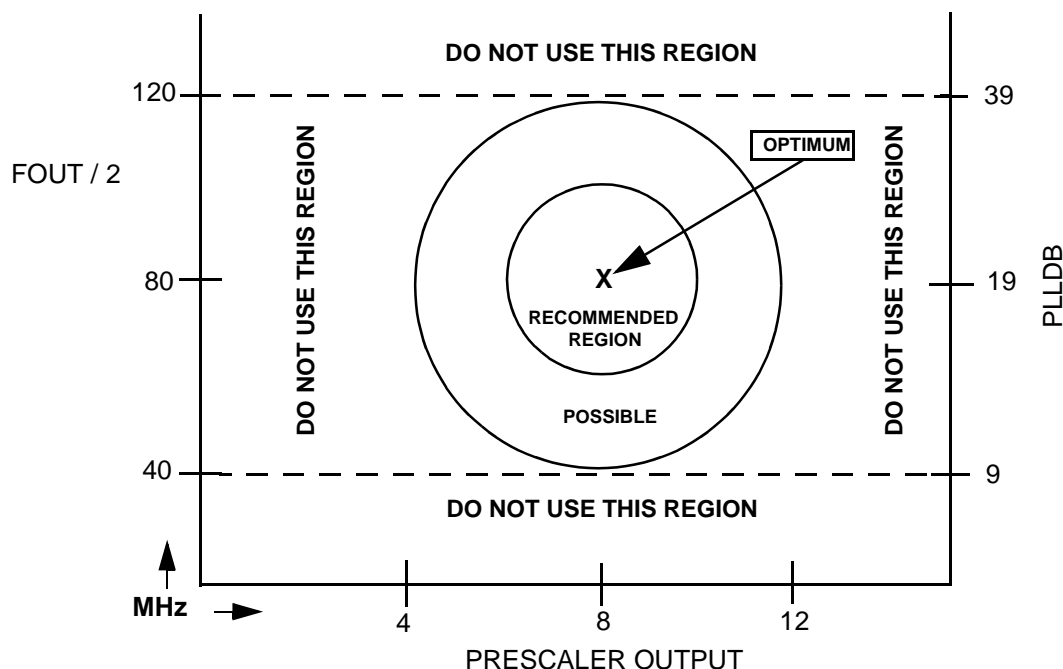 DO NOT USE THIS REGION
120
39
OPTIMUM
FOUT / 2
DO NOT USE THIS REGION
DO NOT USE THIS REGION
80
X
19
PLLDB
RECOMMENDED
REGION
POSSIBLE
40
9
DO NOT USE THIS REGION
MHz
4
8
12
PRESCALER OUTPUT